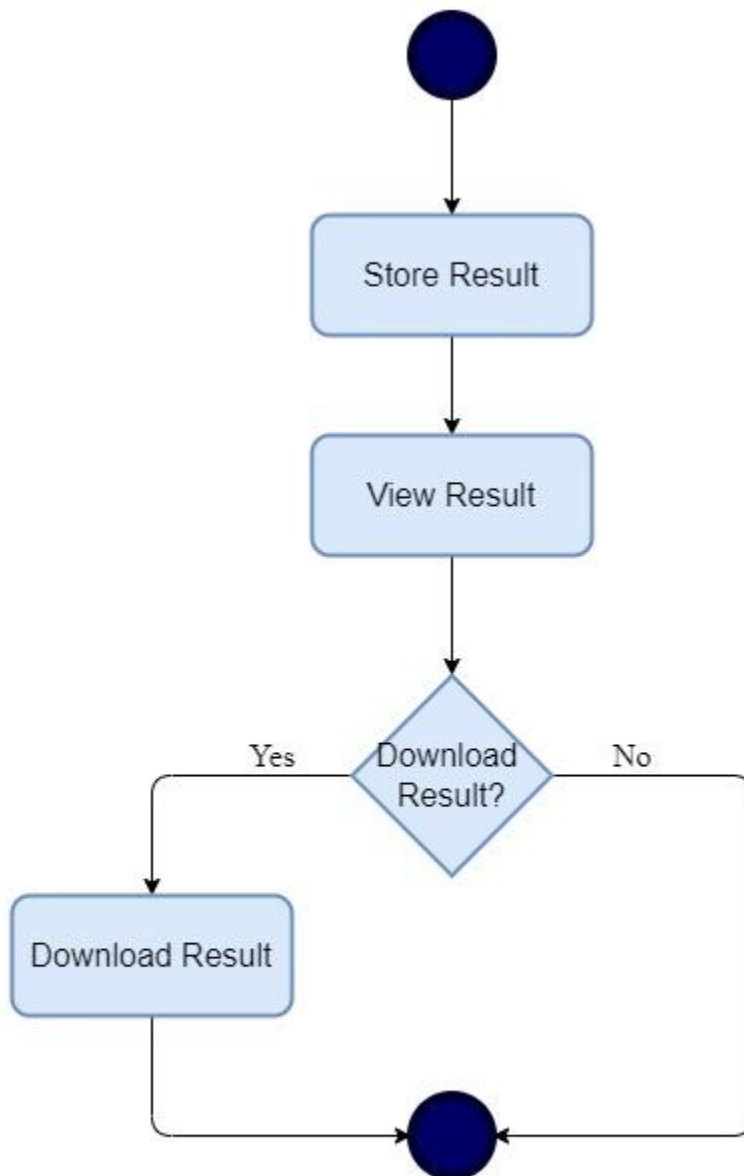 Store Result
View Result
Yes
Download
Result?
No
Download Result